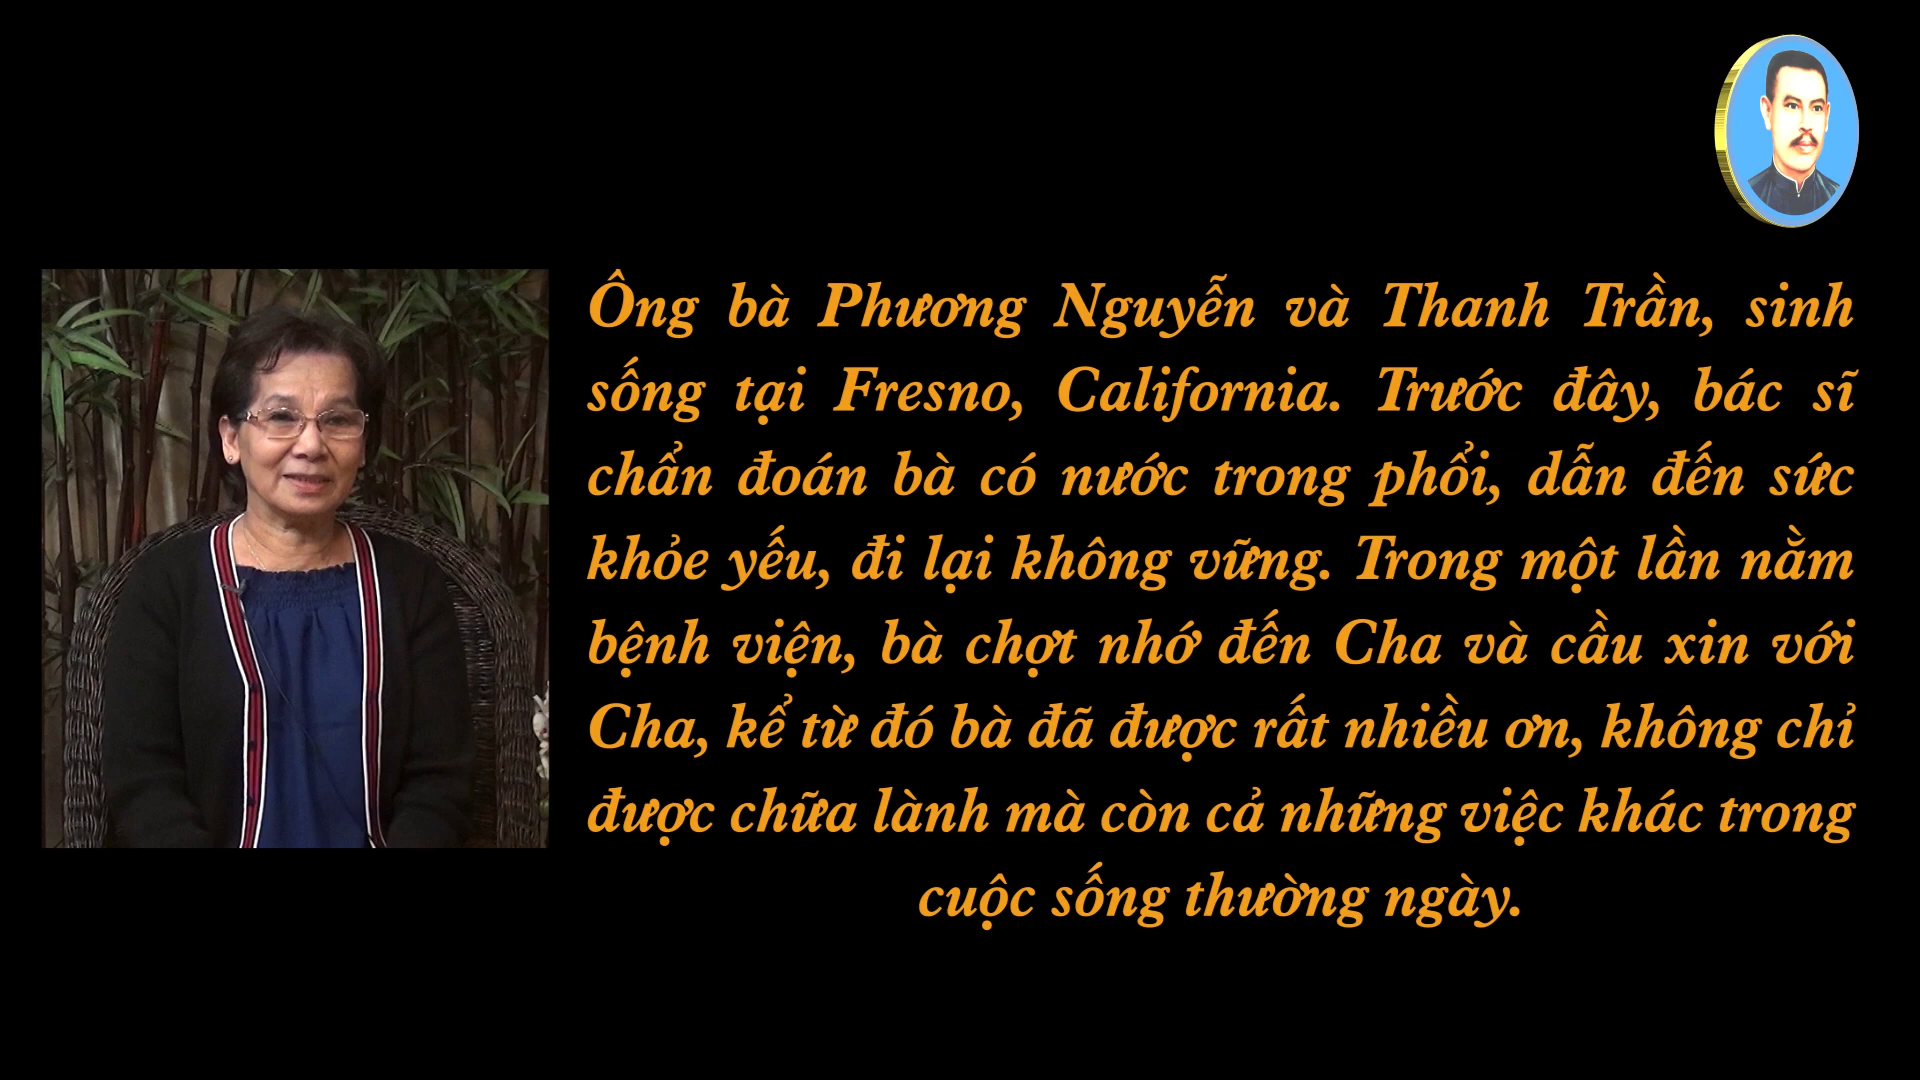 Ông bà Phương Nguyễn và Thanh Trần, sinh
sống tại Fresno, California. Trước đây, bác sĩ
chẩn đoán bà có nước trong phổi, dẫn đến sức
khỏe yếu, đi lại không vững. Trong một lần nằm
bệnh viện, bà chợt nhớ đến Cha và cầu xin với
Cha, kể từ đó bà đã được rất nhiều ơn, không chỉ
được chữa lành mà còn cả những việc khác trong
cuộc sống thường ngày.